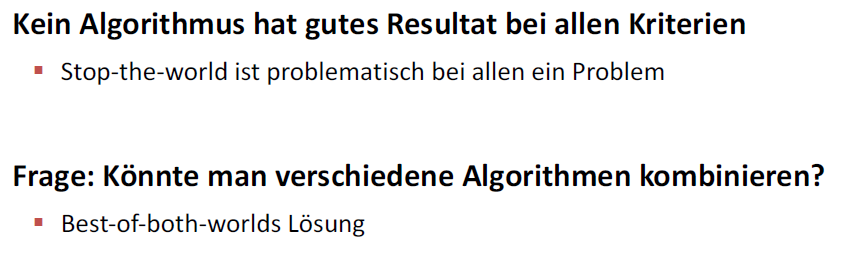 Kein Algorithmus hat gutes Resultat bei allen Kriterien
▪ Stop-the-world ist problematisch bei allen ein Problem
Frage: Könnte man verschiedene Algorithmen kombinieren?
▪ Best-of-both-worlds Lösung